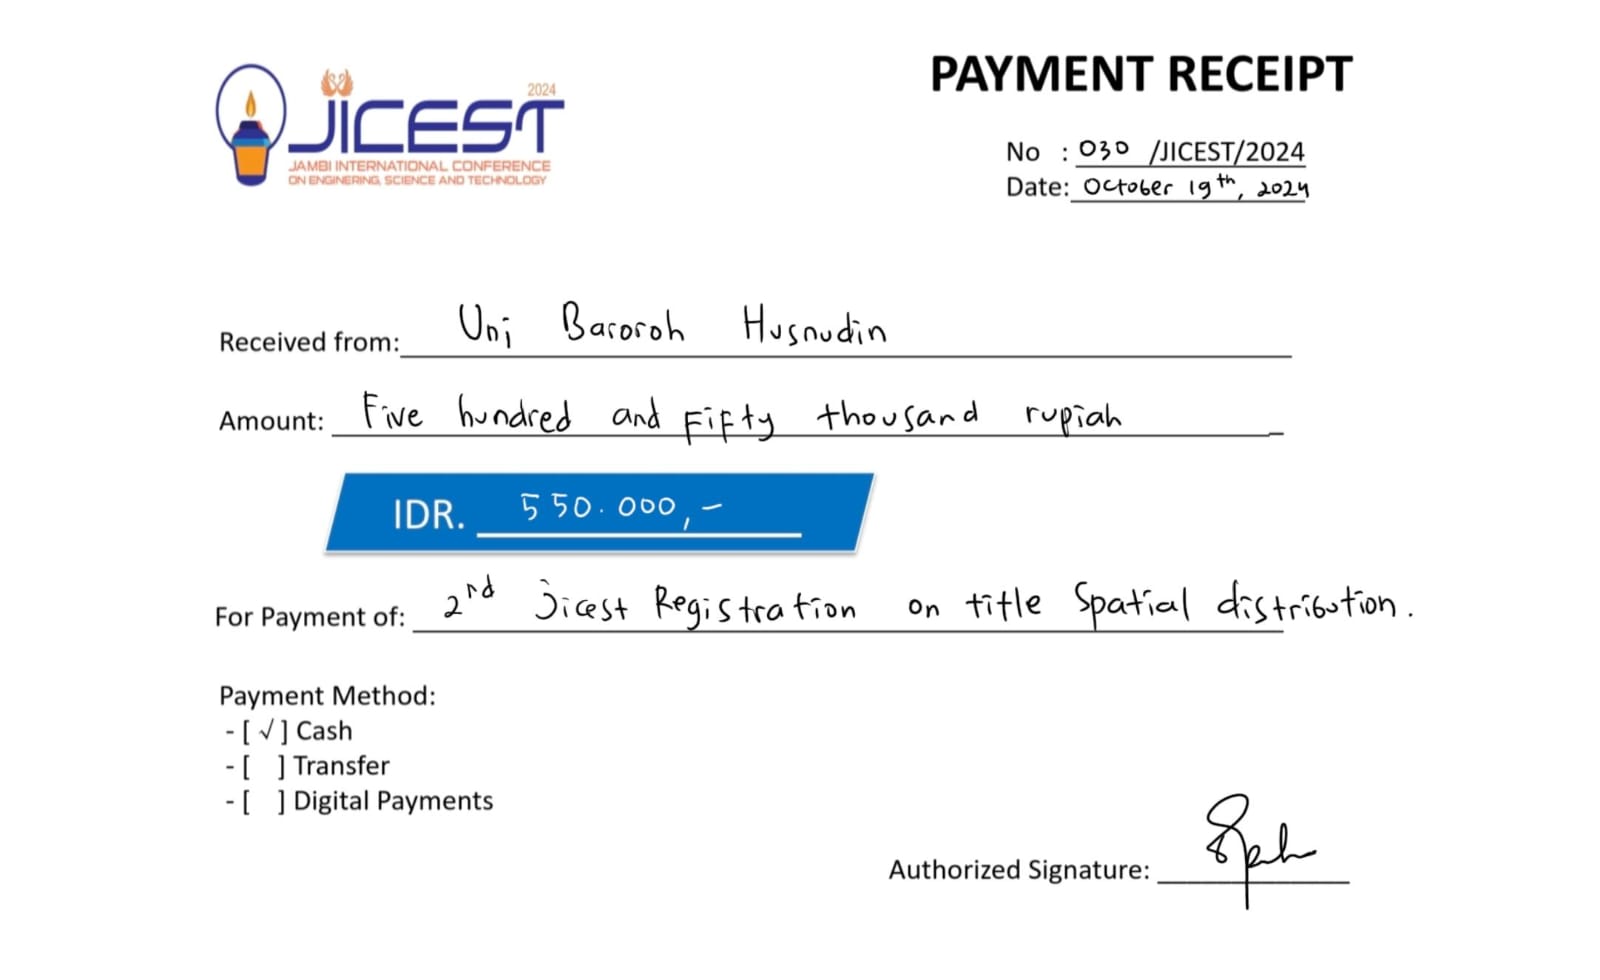 2024
JICEST
JAMBI INTERNATIONAL CONFERENCE
ON ENGINERING, SCIENCE AND TECHNOLOGY
PAYMENT RECEIPT
No : 030 /JICEST/2024
Date: October 19th, 2024
Received from: Uni Baroroh Husnudin
Amount: Five hundred and Fifty thousand rupiah
IDR. 550.000,-
For Payment of: 2nd Jicest Registration on title Spatial distribution.
Payment Method:
- [ √ ] Cash
- [ ] Transfer
- [ ] Digital Payments
Authorized Signature: